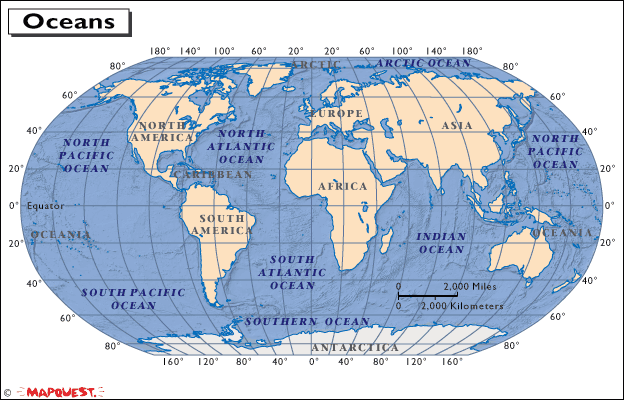 Oceans
180° 140° 100° 60° 20° 20° 60° 100° 140° 180°
ARCTIC
ARCTIC OCEAN
80° 80°
60° 60°
NORTH
AMERICA
EUROPE
ASIA
40° 40°
NORTH
PACIFIC
OCEAN
NORTH
ATLANTIC
OCEAN
NORTH
PACIFIC
OCEAN
20° 20°
CARIBBEAN
AFRICA
0° Equator 0°
SOUTH
AMERICA
OCEANIA
OCEANIA
INDIAN
OCEAN
20° 20°
SOUTH
ATLANTIC
OCEAN
40° 40°
SOUTH PACIFIC
OCEAN
0 2,000 Miles
0 2,000 Kilometers
60° 60°
SOUTHERN OCEAN
80° 80°
ANTARCTICA
160° 120° 80° 40° 0° 40° 80° 120° 160°
© MAPQUEST.